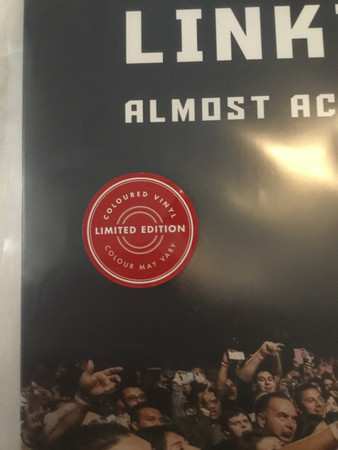 LINK
ALMOST AC
COLOURED VINYL
LIMITED EDITION
COLOUR MAY VARY